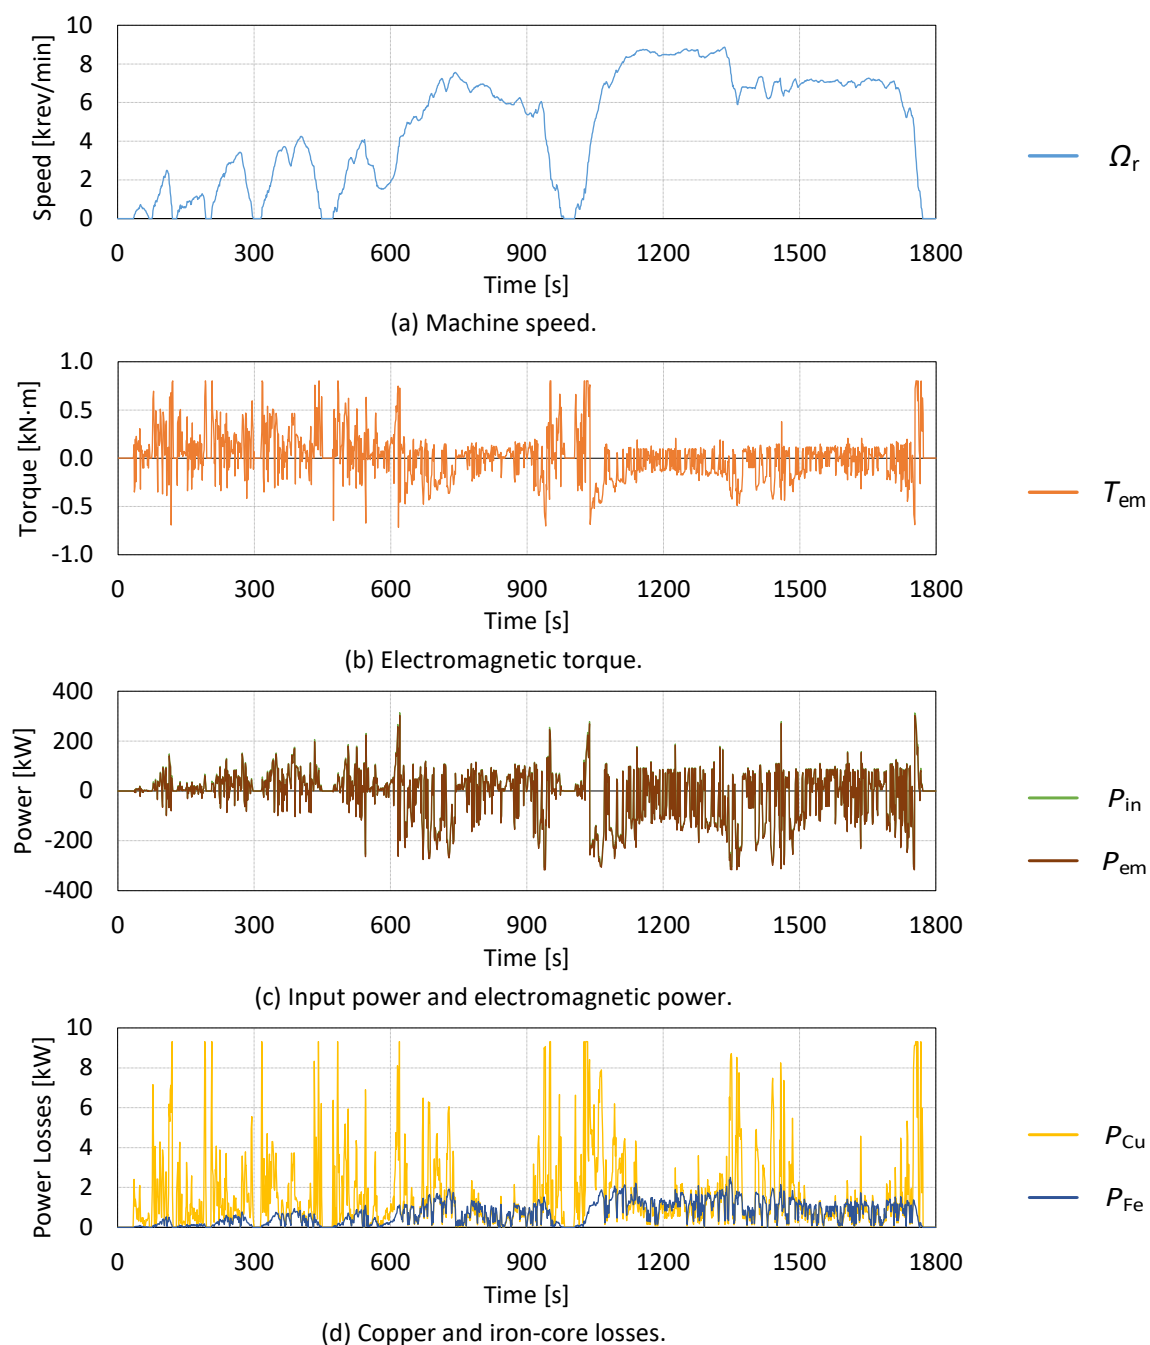 10
8
6
4
2
0
Speed [krev/min]
0 300 600 900 1200 1500 1800
Time [s]
(a) Machine speed.
Ωr
1.0
0.5
0.0
-0.5
-1.0
Torque [kN·m]
0 300 600 900 1200 1500 1800
Time [s]
(b) Electromagnetic torque.
Tem
400
200
0
-200
-400
Power [kW]
0 300 600 900 1200 1500 1800
Time [s]
(c) Input power and electromagnetic power.
Pin
Pem
10
8
6
4
2
0
Power Losses [kW]
0 300 600 900 1200 1500 1800
Time [s]
(d) Copper and iron-core losses.
PCu
PFe